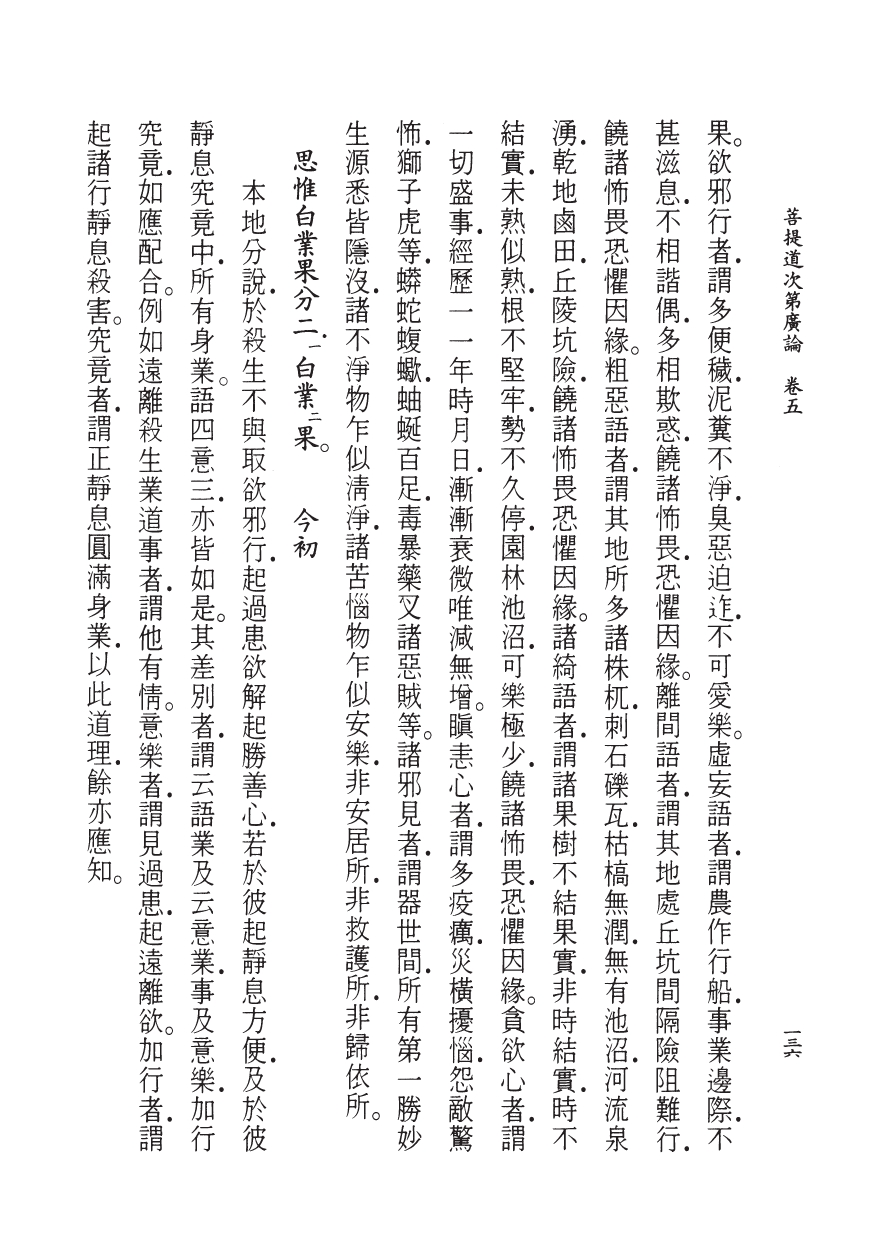 菩提道次第廣論　卷五
一三六
果。欲邪行者．謂多便穢．泥糞不淨．臭惡迫迮．不可愛樂。虛妄語者．謂農作行船．事業邊際．不
甚滋息．不相諧偶．多相欺惑．饒諸怖畏．恐懼因緣。離間語者．謂其地處丘坑間隔險阻難行．
饒諸怖畏恐懼因緣。粗惡語者．謂其地所多諸株杌．刺石礫瓦．枯槁無潤．無有池沼．河流泉
湧．乾地鹵田．丘陵坑險．饒諸怖畏恐懼因緣。諸綺語者．謂諸果樹不結果實．非時結實．時不
結實．未熟似熟．根不堅牢．勢不久停．園林池沼．可樂極少．饒諸怖畏．恐懼因緣。貪欲心者．謂
一切盛事．經歷一一年時月日．漸漸衰微唯減無增。瞋恚心者．謂多疫癘．災橫擾惱．怨敵驚
怖．獅子虎等．蟒蛇蝮蠍．蚰蜒百足．毒暴藥叉諸惡賊等。諸邪見者．謂器世間．所有第一勝妙
生源悉皆隱沒．諸不淨物乍似清淨．諸苦惱物乍似安樂．非安居所．非救護所．非歸依所。
思惟白業果分二．一白業二果。　今初
本地分說．於殺生不與取欲邪行．起過患欲解起勝善心．若於彼起靜息方便．及於彼
靜息究竟中．所有身業。語四意三．亦皆如是。其差別者．謂云語業及云意業．事及意樂．加行
究竟．如應配合。例如遠離殺生業道事者．謂他有情。意樂者．謂見過患．起遠離欲。加行者．謂
起諸行靜息殺害。究竟者．謂正靜息圓滿身業．以此道理．餘亦應知。